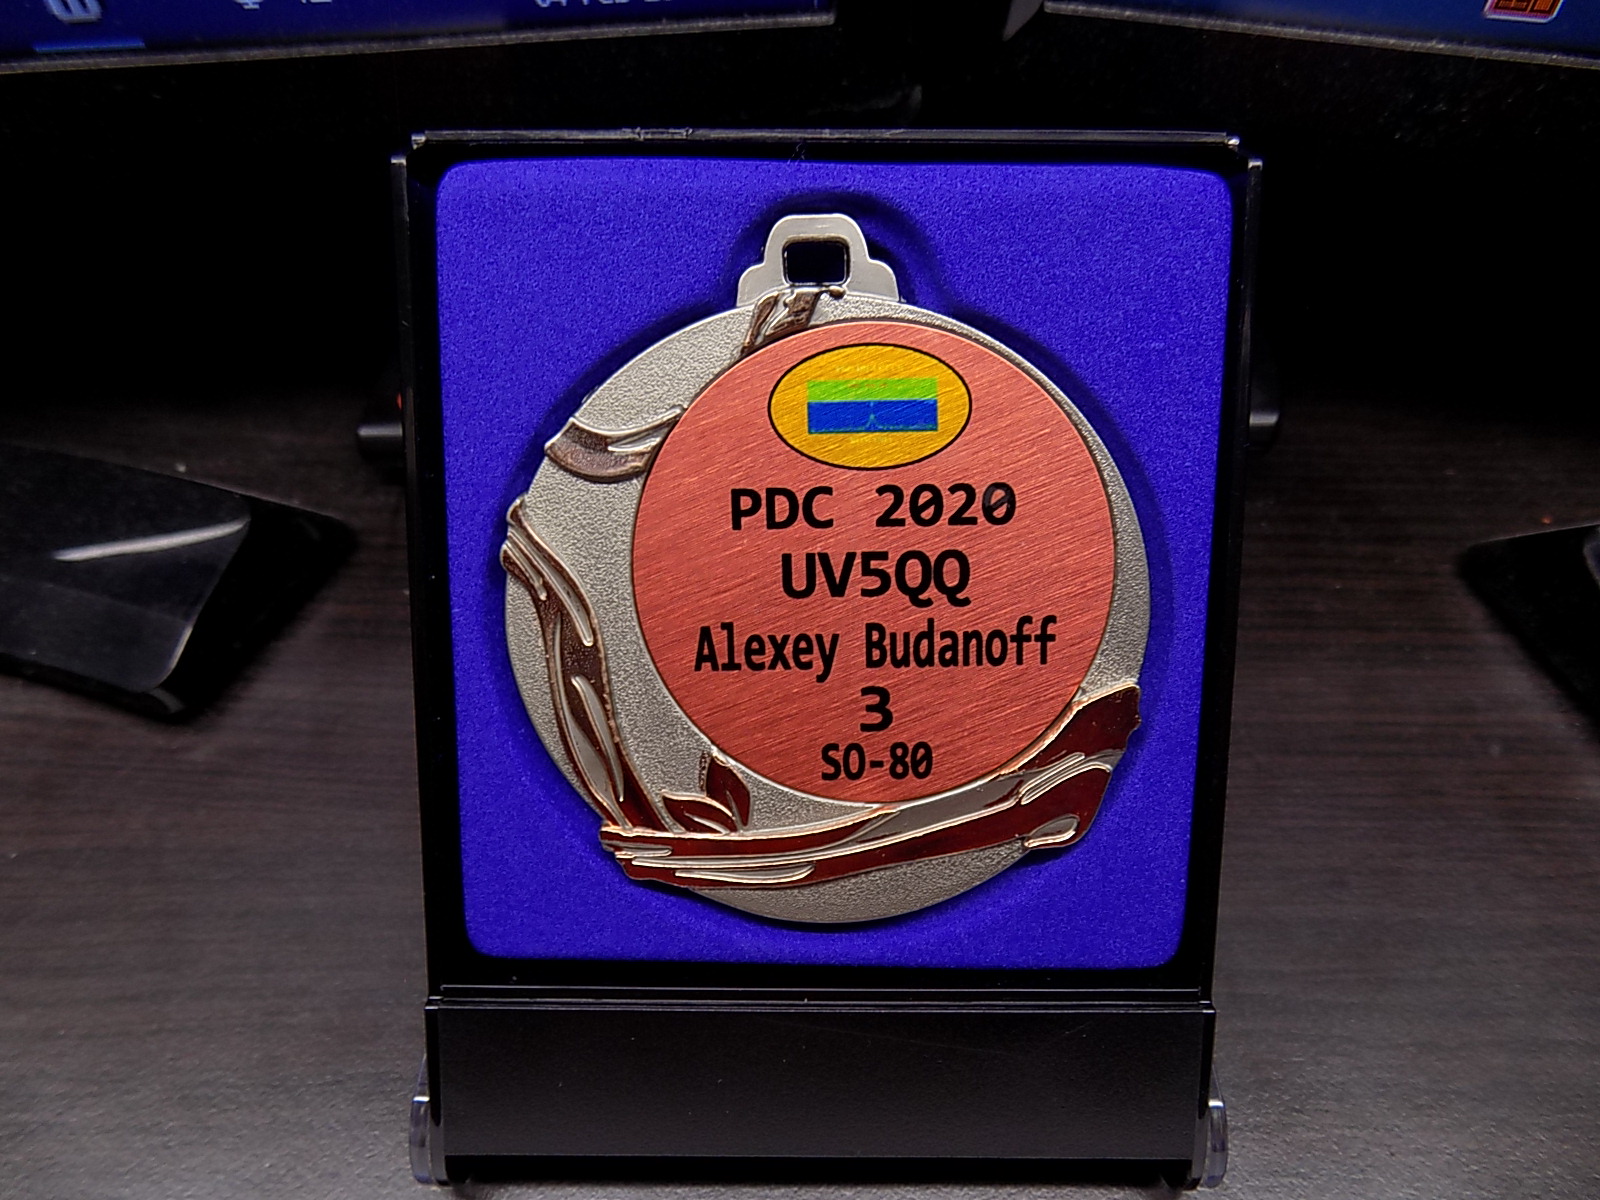 PDC 2020
UV5QQ
Alexey Budanoff
3
SO-80